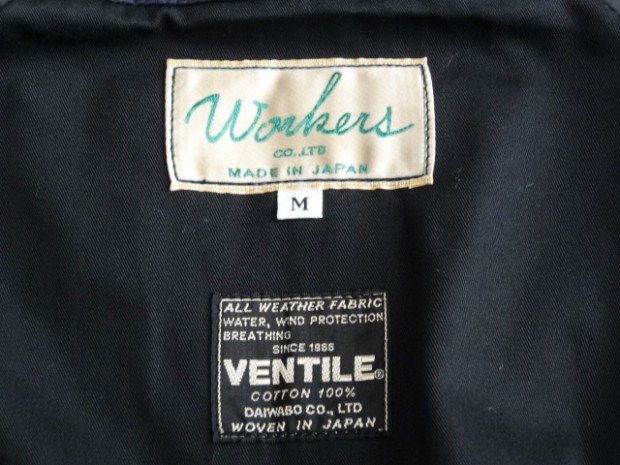 Workers
CO.,LTD
MADE IN JAPAN
M
ALL WEATHER FABRIC
WATER, WIND PROTECTION
BREATHING
SINCE 1965
VENTILE®
COTTON 100%
DAIWABO CO., LTD
WOVEN IN JAPAN